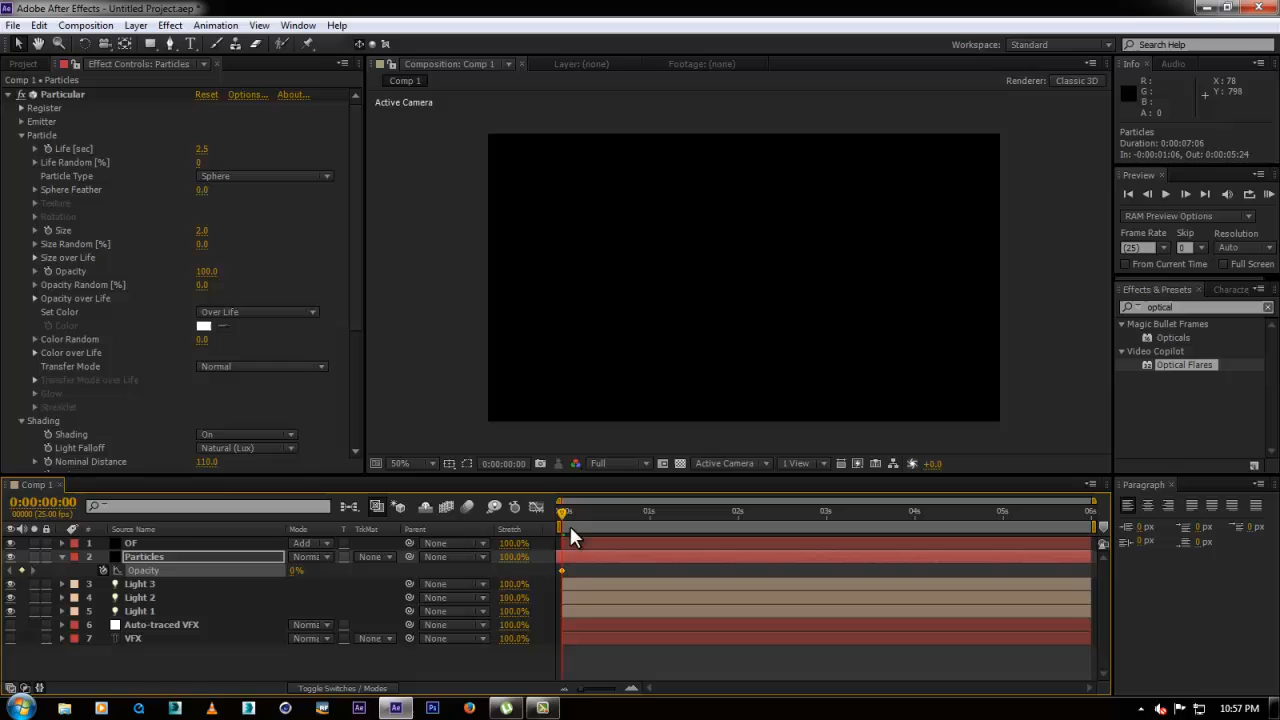 Adobe After Effects - Untitled Project.aep *
File Edit Composition Layer Effect Animation View Window Help
Workspace: Standard Search Help
Project Effect Controls: Particles Composition: Comp 1 Layer: (none) Footage: (none) Info Audio
Comp 1 • Particles Comp 1 Renderer: Classic 3D
fx Particular Reset Options... About...
Active Camera
R: X: 78
G: Y: 798
B:
A: 0
Register
Emitter
Particle
Life [sec] 2.5
Life Random [%] 0
Particle Type Sphere
Sphere Feather 0.0
Texture
Rotation
Size 2.0
Size Random [%] 0.0
Size over Life
Opacity 100.0
Opacity Random [%] 0.0
Opacity over Life
Set Color Over Life
Color
Color Random 0.0
Color over Life
Transfer Mode Normal
Transfer Mode over Life
Glow
Streaklet
Shading
Shading On
Light Falloff Natural (Lux)
Nominal Distance 110.0
Particles
Duration: 0:00:07:06
In: -0:00:01:06, Out: 0:00:05:24
Preview
RAM Preview Options
Frame Rate Skip Resolution
(25) 0 Auto
From Current Time Full Screen
Effects & Presets Characte
optical
Magic Bullet Frames
Opticals
Video Copilot
Optical Flares
50% 0:00:00:00 Full Active Camera 1 View +0.0
Comp 1 Paragraph
0:00:00:00
00000 (25.00 fps)
01s 02s 03s 04s 05s 06s
# Source Name Mode T TrkMat Parent Stretch
1 OF Add None 100.0%
2 Particles Norma None None 100.0%
Opacity 0%
3 Light 3 None 100.0%
4 Light 2 None 100.0%
5 Light 1 None 100.0%
6 Auto-traced VFX Norma None 100.0%
7 T VFX Norma None None 100.0%
0 px 0 px 0 px
0 px 0 px
Toggle Switches / Modes
10:57 PM